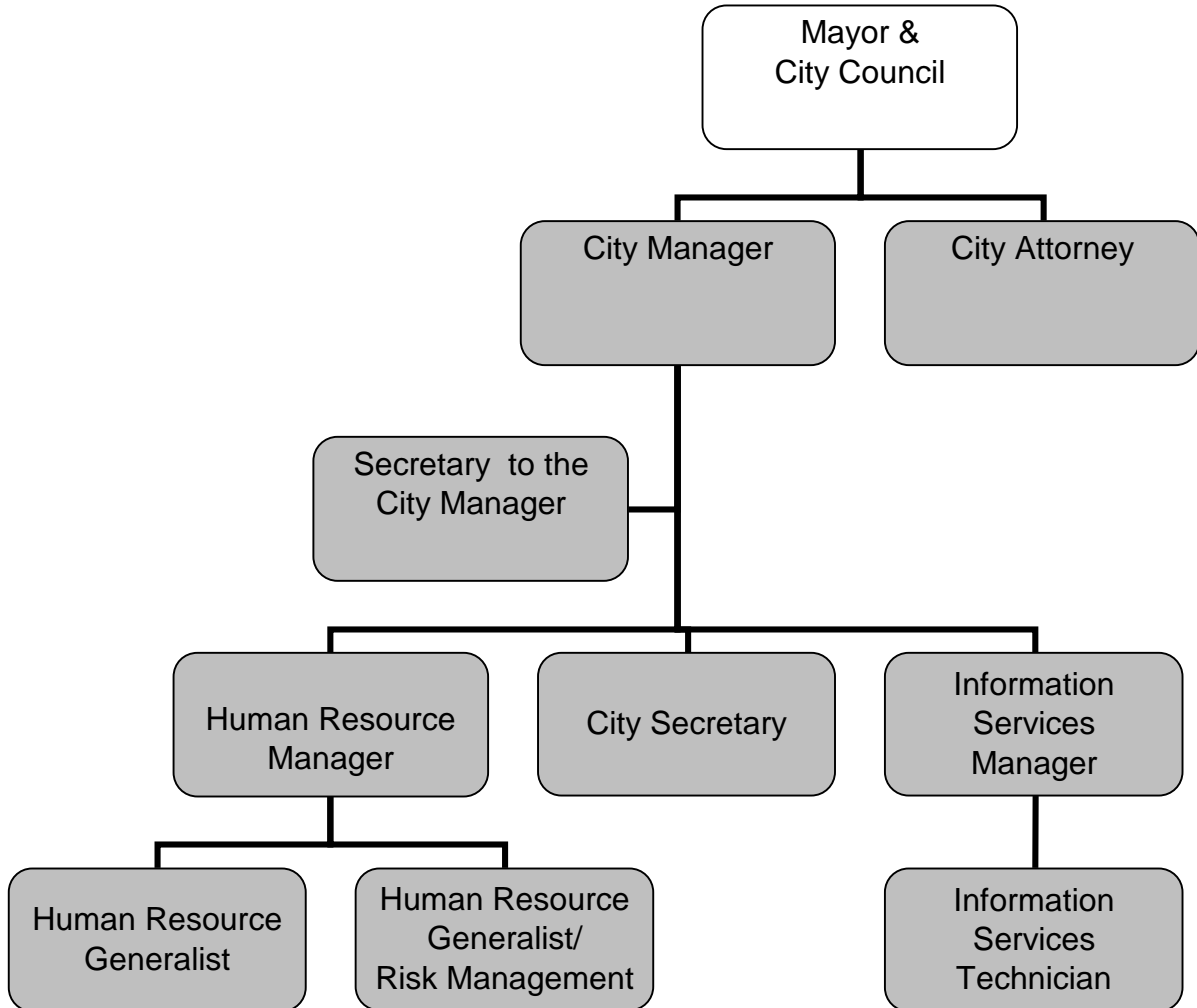 Mayor &
City Council
City Manager
City Attorney
Secretary to the
City Manager
Human Resource
Manager
City Secretary
Information
Services
Manager
Human Resource
Generalist
Human Resource
Generalist/
Risk Management
Information
Services
Technician